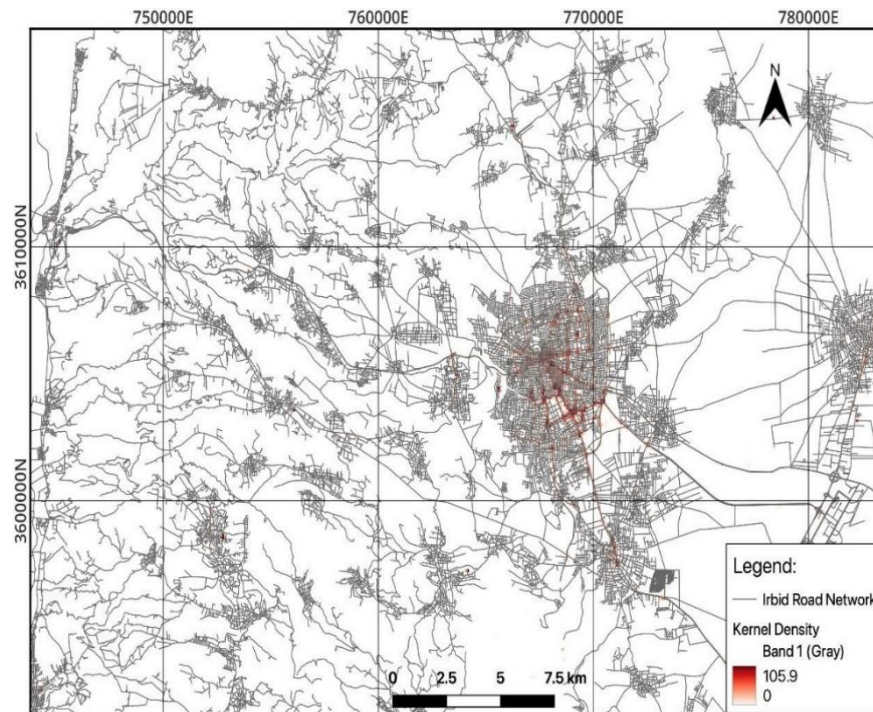 750000E 760000E 770000E 780000E
N
3610000N
3600000N
Legend:
Irbid Road Network
Kernel Density
Band 1 (Gray)
105.9
0
0 2.5 5 7.5 km